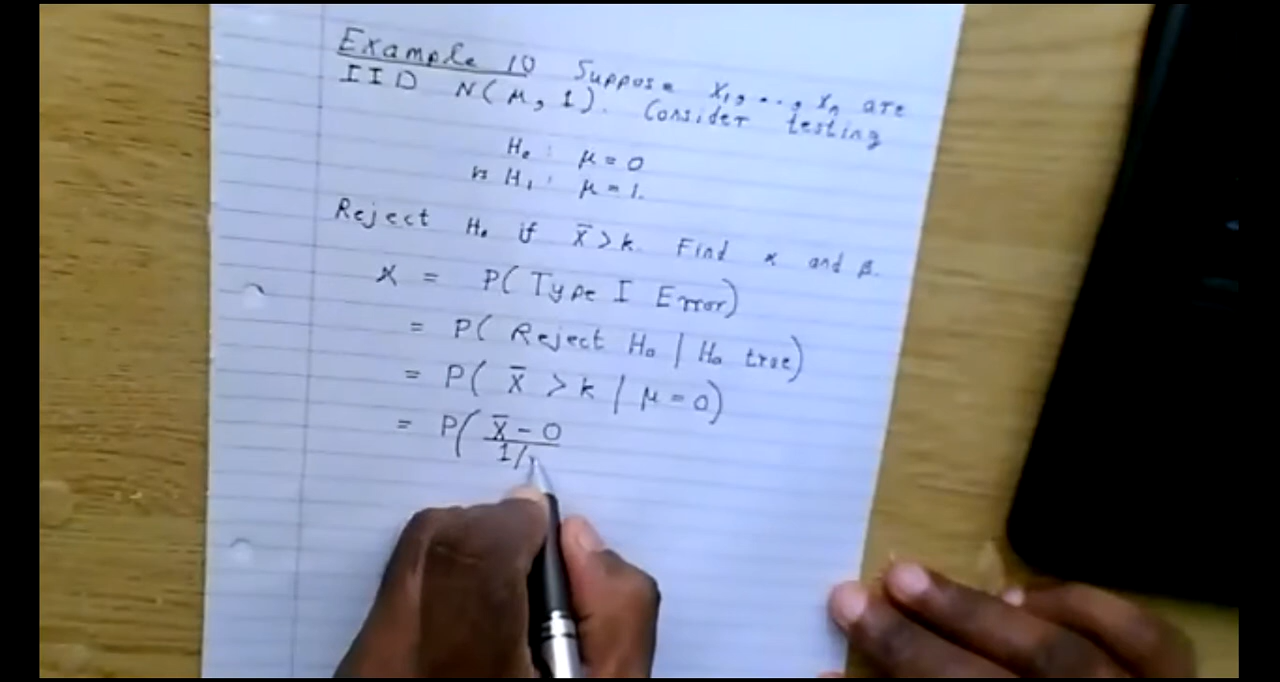 Example 10 Suppose X₁, ..., Xₙ are
IID N(μ, 1). Consider testing
H₀ : μ = 0
vs H₁ : μ = 1.
Reject H₀ if X̄ > k. Find α and β.
α = P( Type I Error)
= P( Reject H₀ | H₀ true)
= P( X̄ > k | μ = 0)
= P( X̄ - 0
1/